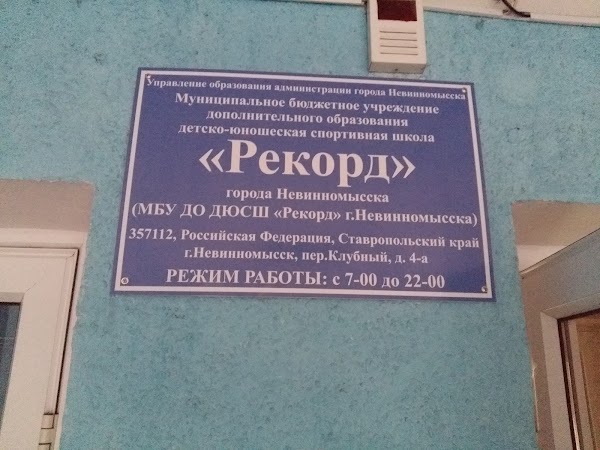 Управление образования администрации города Невинномысска
Муниципальное бюджетное учреждение
дополнительного образования
детско-юношеская спортивная школа
«Рекорд»
города Невинномысска
(МБУ ДО ДЮСШ «Рекорд» г.Невинномысска)
357112, Российская Федерация, Ставропольский край
г.Невинномысск, пер.Клубный, д. 4-а
РЕЖИМ РАБОТЫ: с 7-00 до 22-00